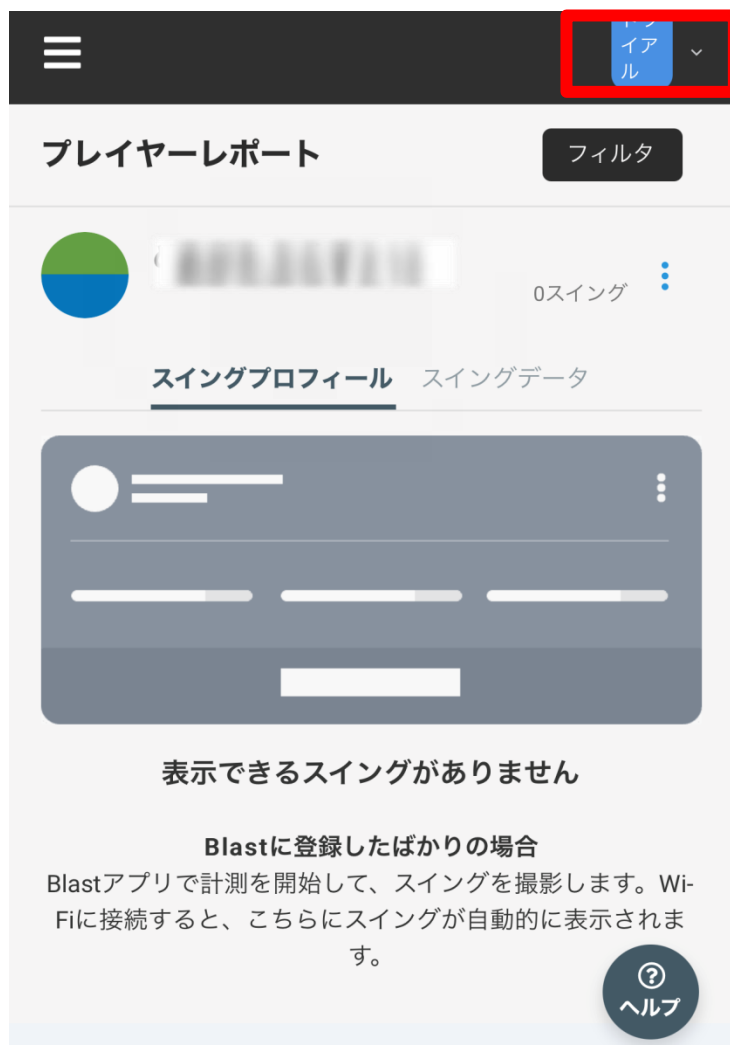 トラ
イア
ル
プレイヤーレポート
フィルタ
0スイング
スイングプロフィール
スイングデータ
表示できるスイングがありません
Blastに登録したばかりの場合
Blastアプリで計測を開始して、スイングを撮影します。Wi-
Fiに接続すると、こちらにスイングが自動的に表示されま
す。
ヘルプ